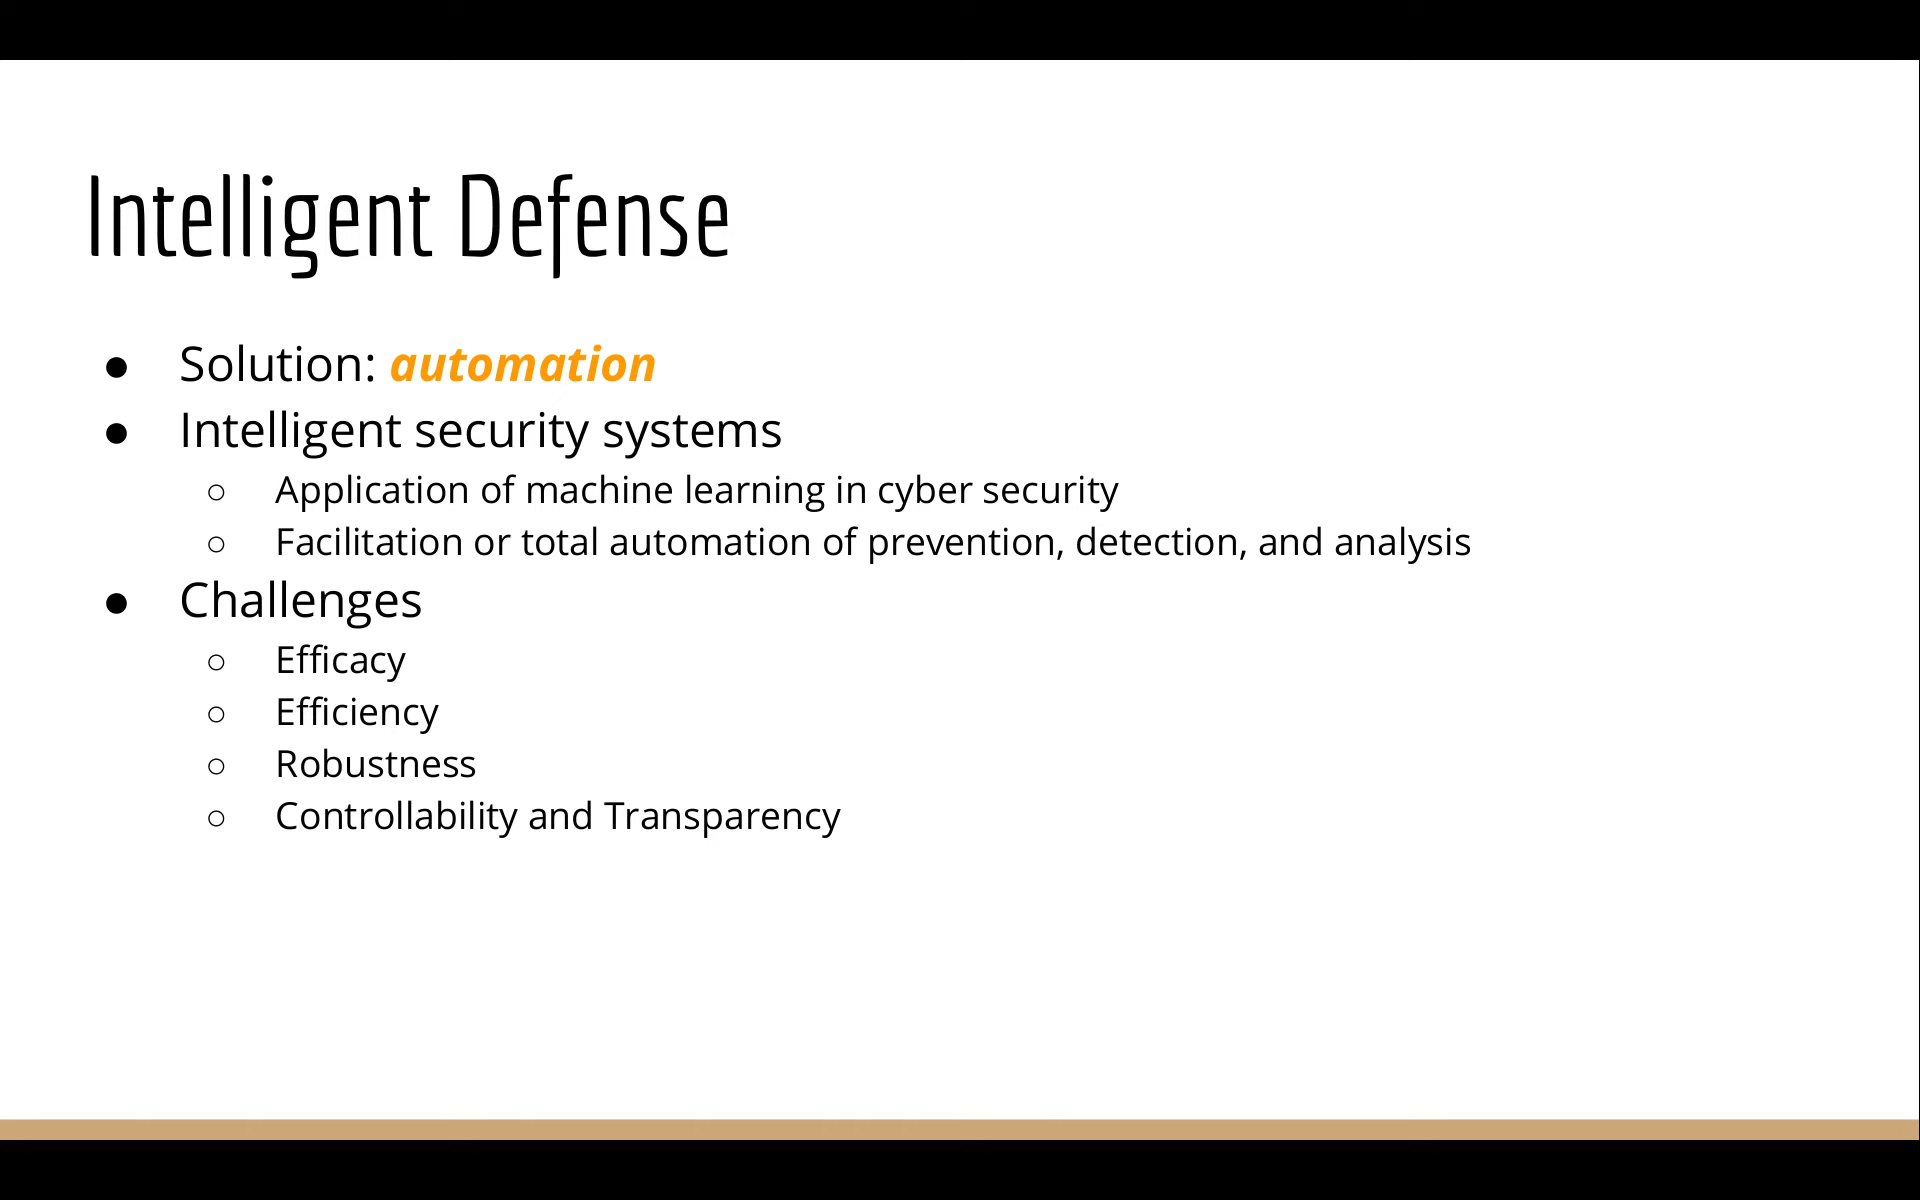 Intelligent Defense
● Solution: automation
● Intelligent security systems
○ Application of machine learning in cyber security
○ Facilitation or total automation of prevention, detection, and analysis
● Challenges
○ Efficacy
○ Efficiency
○ Robustness
○ Controllability and Transparency